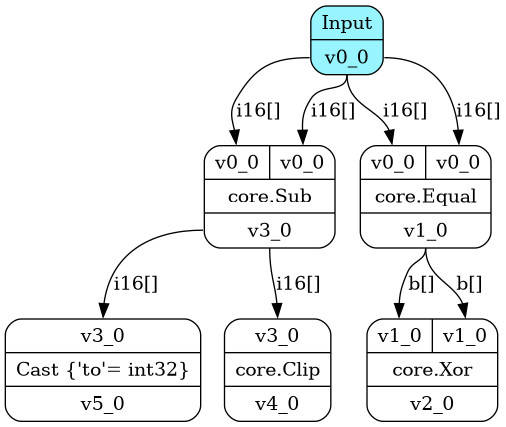 Input
v0_0
i16[] i16[] i16[] i16[]
v0_0 v0_0 v0_0 v0_0
core.Sub core.Equal
v3_0 v1_0
i16[] i16[] b[] b[]
v3_0 v3_0 v1_0 v1_0
Cast {'to'= int32} core.Clip core.Xor
v5_0 v4_0 v2_0